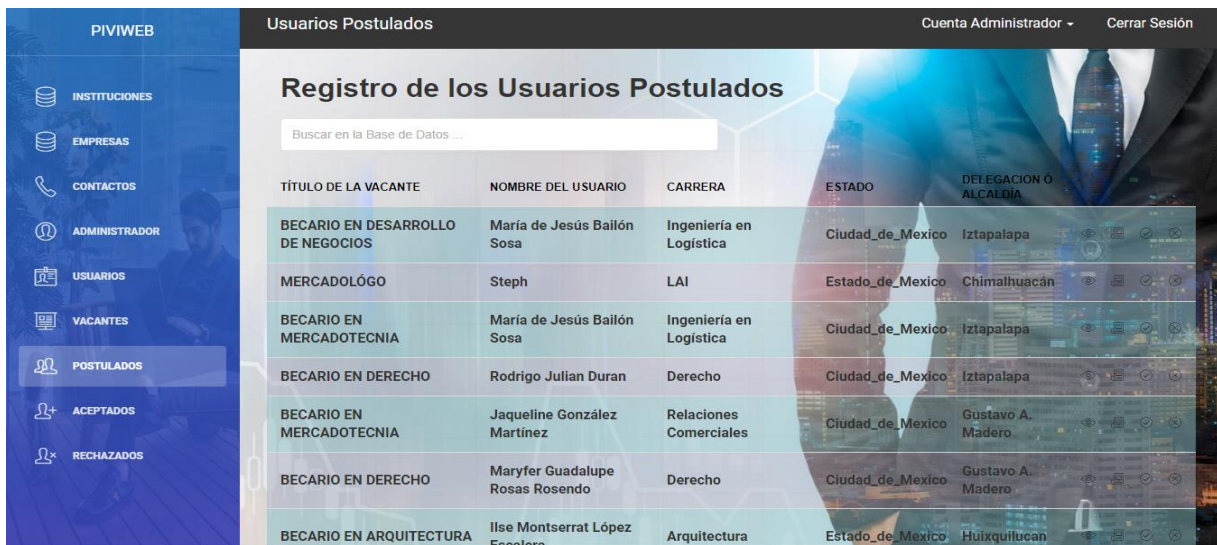 PIVIWEB
Usuarios Postulados
Cuenta Administrador
Cerrar Sesión
INSTITUCIONES
EMPRESAS
CONTACTOS
ADMINISTRADOR
USUARIOS
VACANTES
POSTULADOS
ACEPTADOS
RECHAZADOS
Registro de los Usuarios Postulados
Buscar en la Base de Datos ...
TÍTULO DE LA VACANTE NOMBRE DEL USUARIO CARRERA ESTADO DELEGACION Ó
ALCALDÍA
BECARIO EN DESARROLLO María de Jesús Bailón Ingeniería en Ciudad_de_Mexico Iztapalapa
DE NEGOCIOS Sosa Logística
MERCADOLÓGO Steph LAI Estado_de_Mexico Chimalhuacán
BECARIO EN María de Jesús Bailón Ingeniería en Ciudad_de_Mexico Iztapalapa
MERCADOTECNIA Sosa Logística
BECARIO EN DERECHO Rodrigo Julian Duran Derecho Ciudad_de_Mexico Iztapalapa
BECARIO EN Jaqueline González Relaciones Ciudad_de_Mexico Gustavo A.
MERCADOTECNIA Martínez Comerciales Madero
BECARIO EN DERECHO Maryfer Guadalupe Derecho Ciudad_de_Mexico Gustavo A.
Rosas Rosendo Madero
BECARIO EN ARQUITECTURA Ilse Montserrat López Arquitectura Estado_de_Mexico Huixquilucan